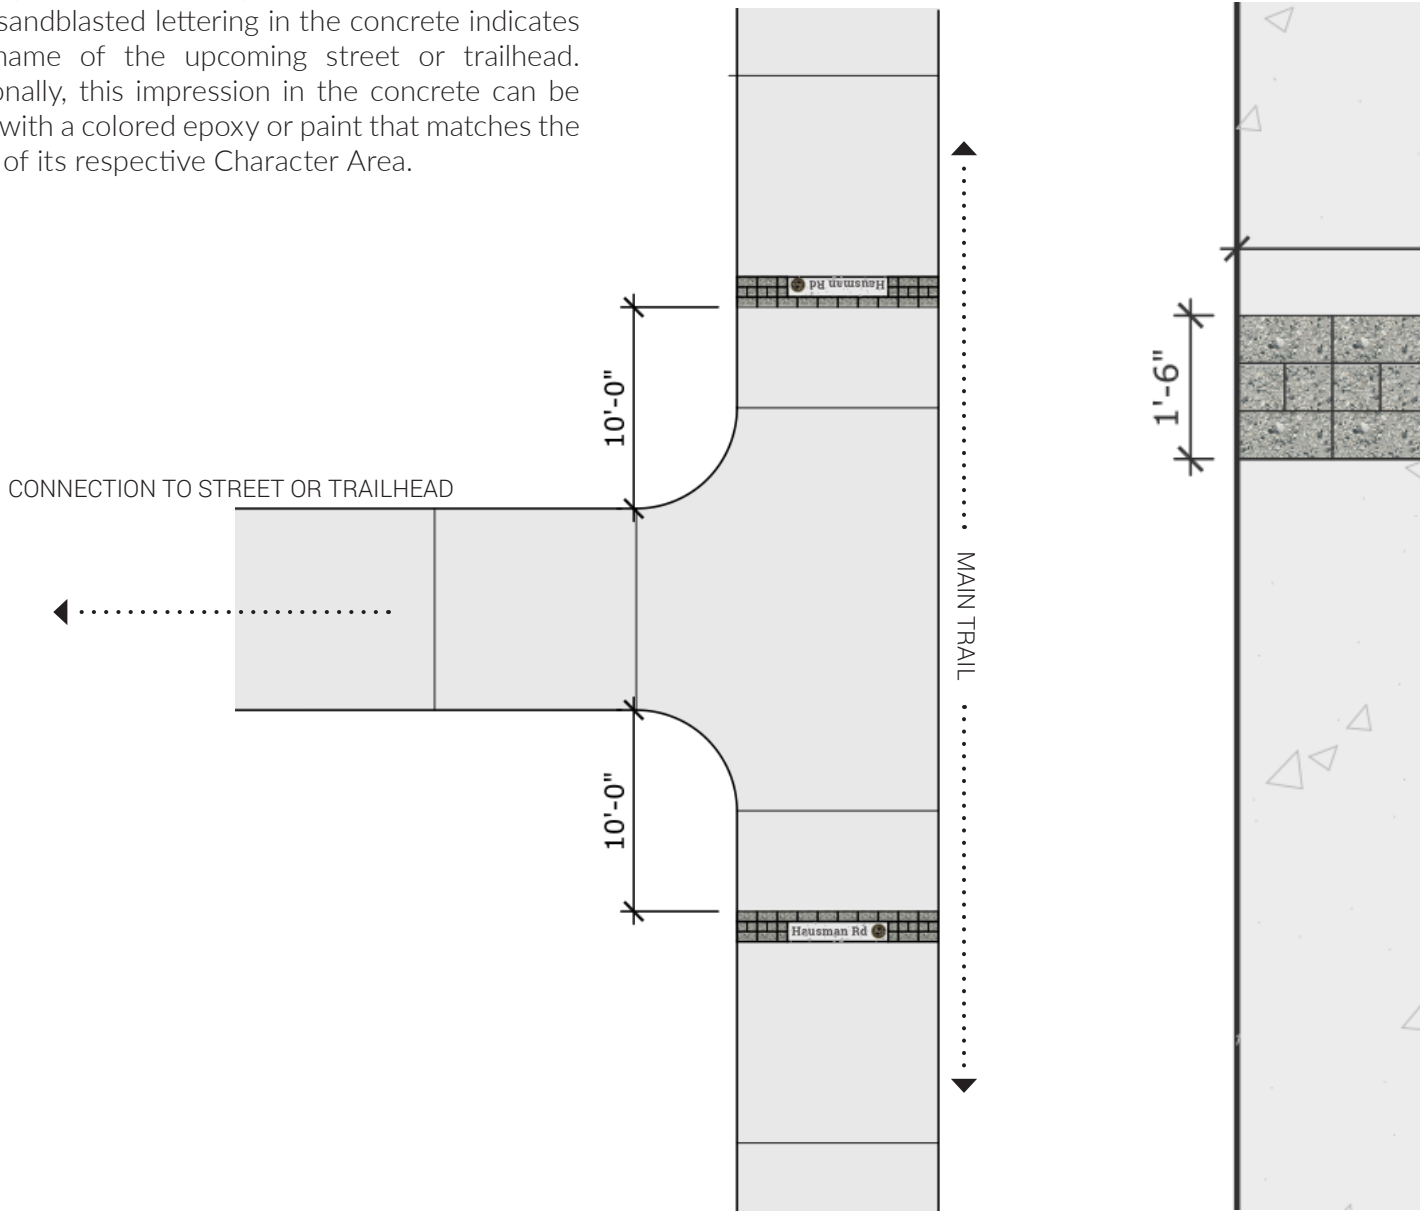 sandblasted lettering in the concrete indicates
name of the upcoming street or trailhead.
onally, this impression in the concrete can be
with a colored epoxy or paint that matches the
of its respective Character Area.
Hausman Rd
10'-0"
1'-6"
CONNECTION TO STREET OR TRAILHEAD
MAIN TRAIL
10'-0"
Hausman Rd